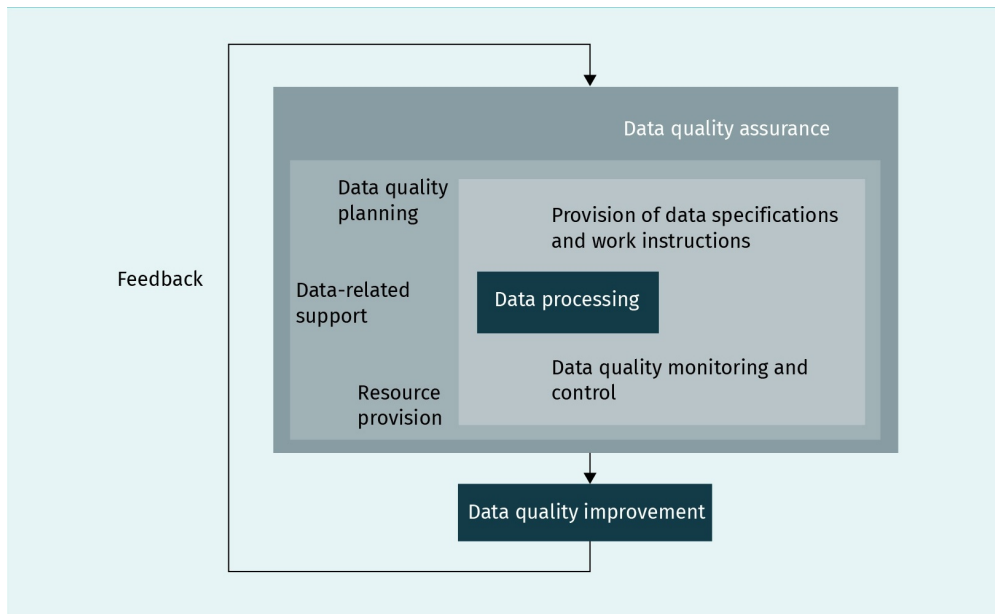 Data quality assurance
Data quality
planning
Provision of data specifications
and work instructions
Feedback
Data-related
support
Data processing
Data quality monitoring and
control
Resource
provision
Data quality improvement